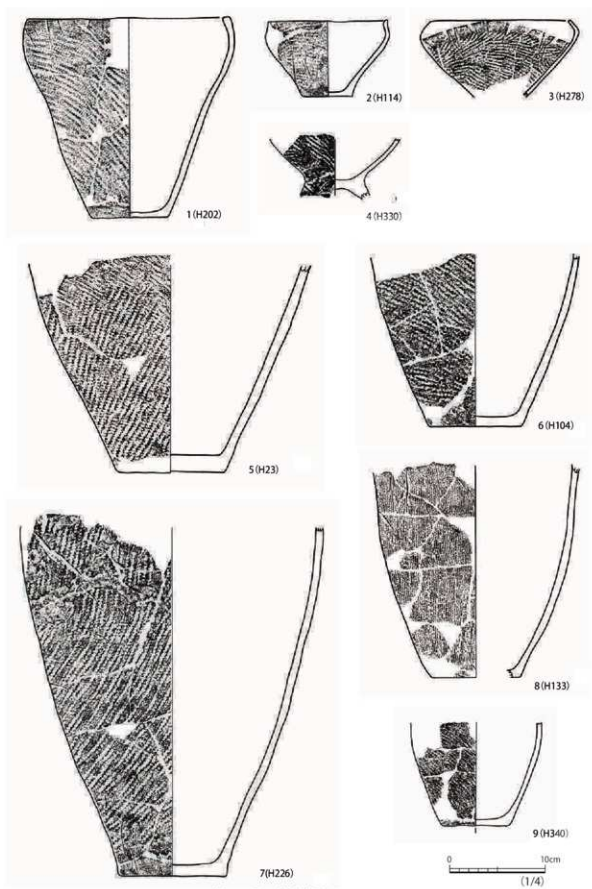 1(H202)
2(H114)
3(H278)
4(H330)
5(H23)
6(H104)
7(H226)
8(H133)
9(H340)
0
10cm
(1/4)